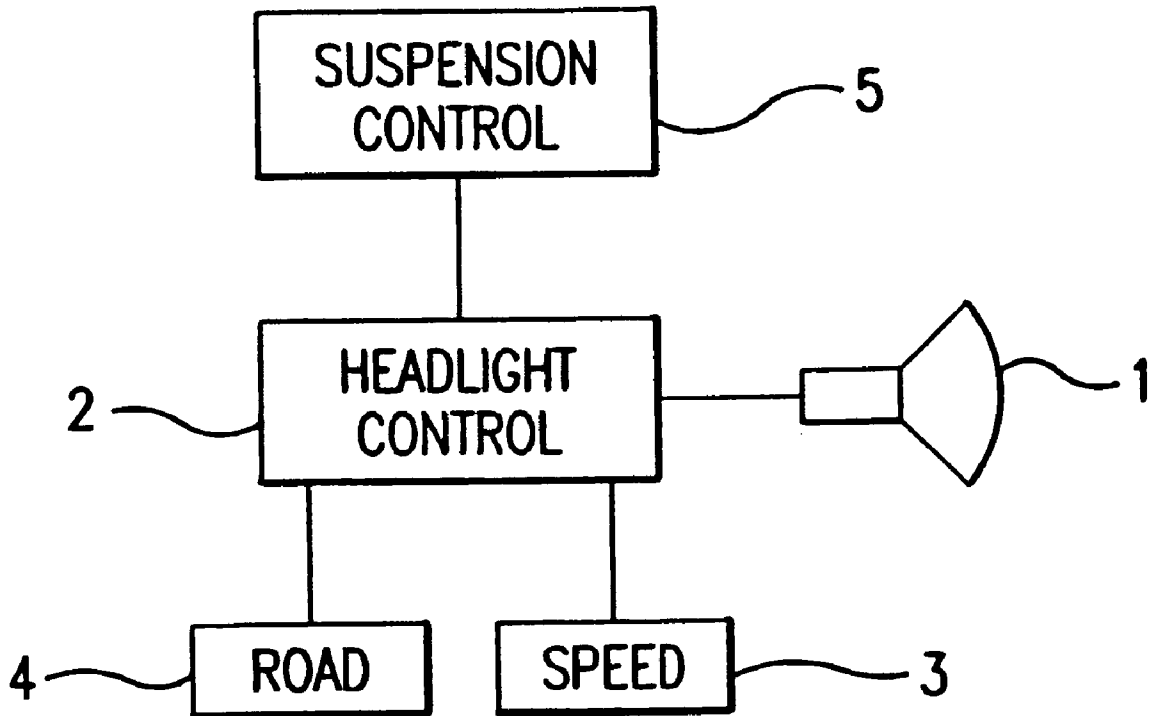 SUSPENSION
CONTROL
5
HEADLIGHT
CONTROL
2
1
ROAD
4
SPEED
3